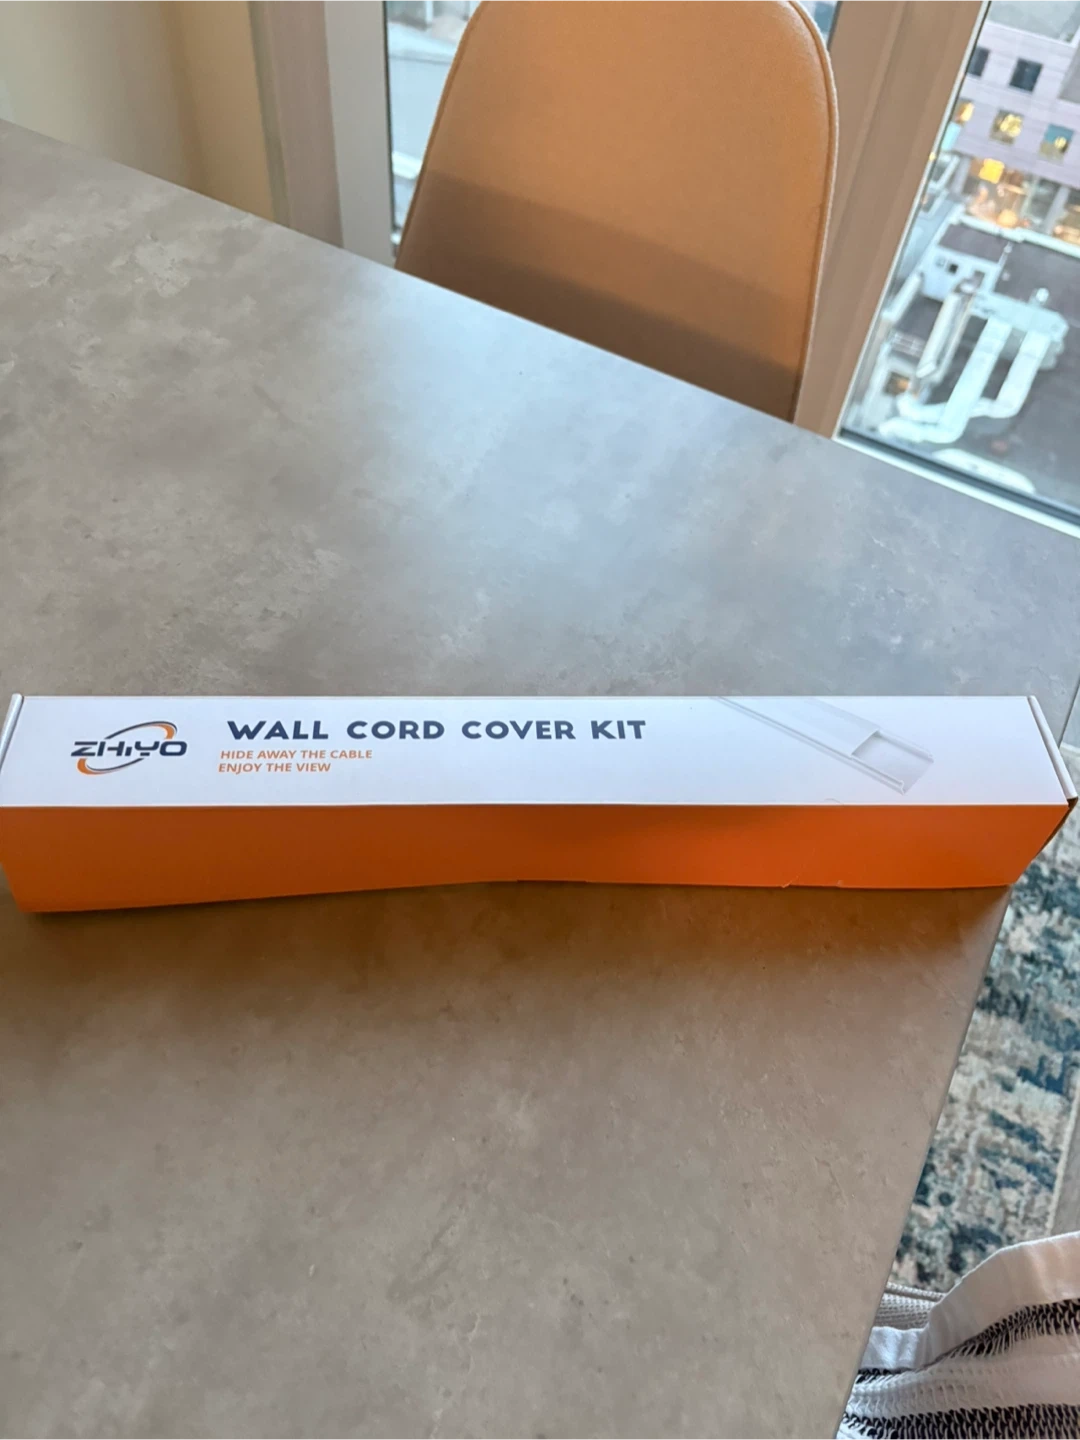 ZHIYO
WALL CORD COVER KIT
HIDE AWAY THE CABLE
ENJOY THE VIEW